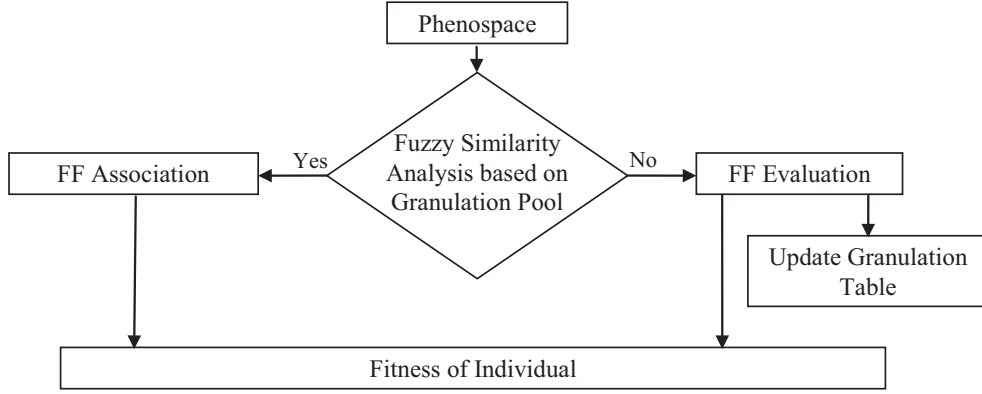 Phenospace
Fuzzy Similarity
Analysis based on
Granulation Pool
Yes
No
FF Association
FF Evaluation
Update Granulation
Table
Fitness of Individual